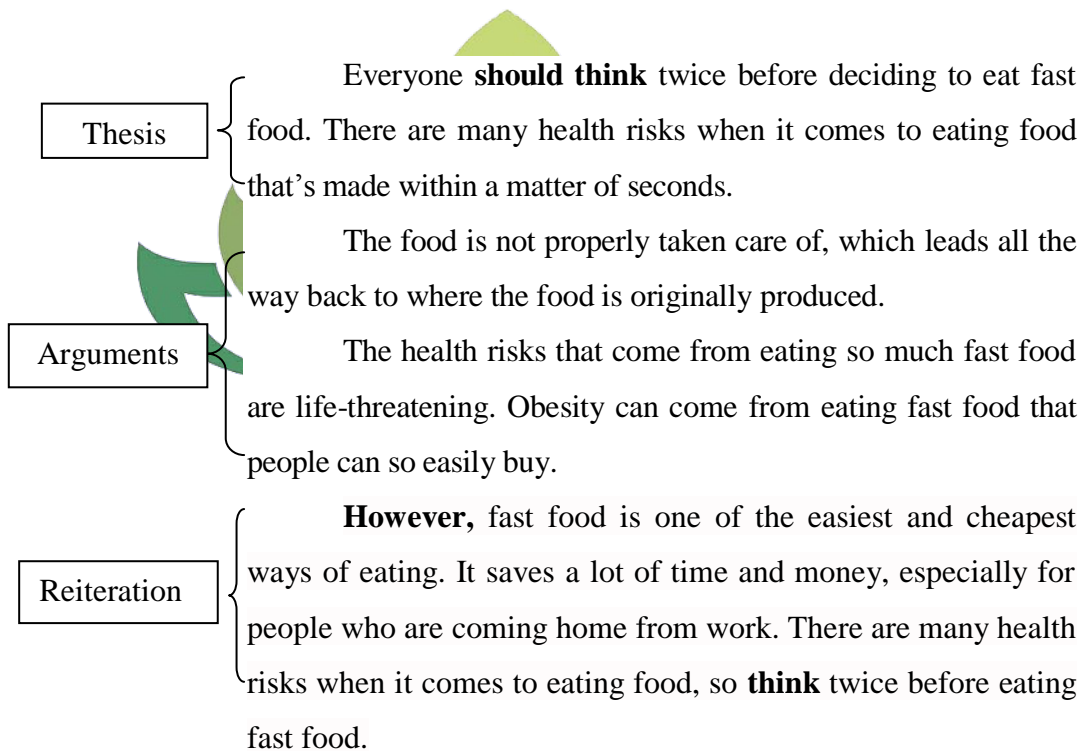 Everyone should think twice before deciding to eat fast
Thesis
food. There are many health risks when it comes to eating food
that’s made within a matter of seconds.
The food is not properly taken care of, which leads all the
way back to where the food is originally produced.
Arguments
The health risks that come from eating so much fast food
are life-threatening. Obesity can come from eating fast food that
people can so easily buy.
However, fast food is one of the easiest and cheapest
ways of eating. It saves a lot of time and money, especially for
Reiteration
people who are coming home from work. There are many health
risks when it comes to eating food, so think twice before eating
fast food.